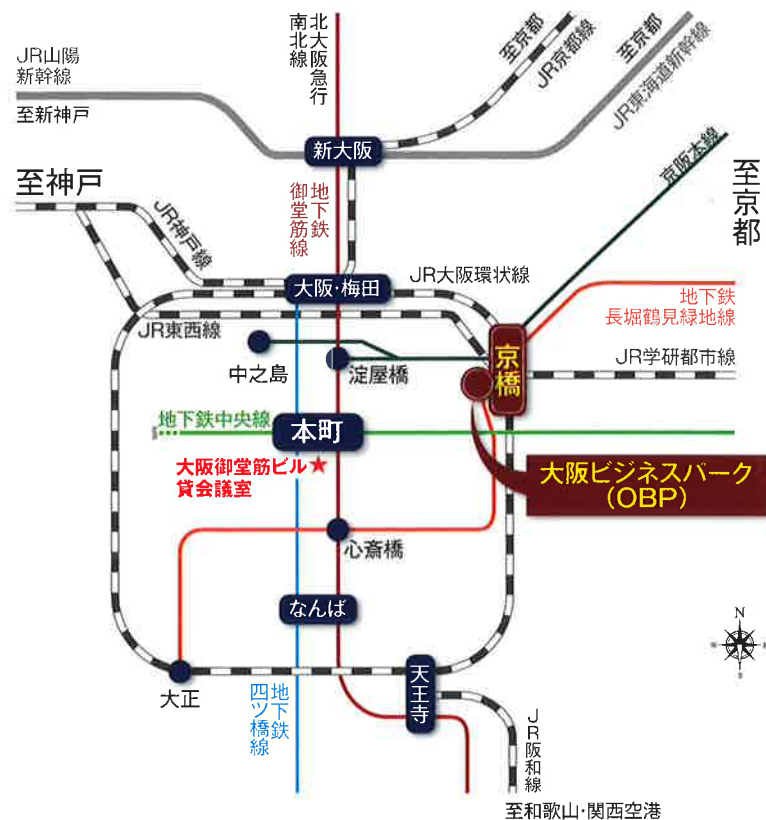 JR山陽
新幹線
至新神戸
北大阪急行
南北線
至京都
JR京都線
至京都
JR東海道新幹線
新大阪
京阪本線
至京都
至神戸
JR神戸線
地下鉄
御堂筋線
大阪・梅田
JR大阪環状線
地下鉄
長堀鶴見緑地線
JR東西線
中之島
淀屋橋
京橋
JR学研都市線
地下鉄中央線
本町
大阪御堂筋ビル★
貸会議室
大阪ビジネスパーク
(OBP)
心斎橋
なんば
N
大正
天王寺
地下鉄
四ツ橋線
JR阪和線
至和歌山・関西空港